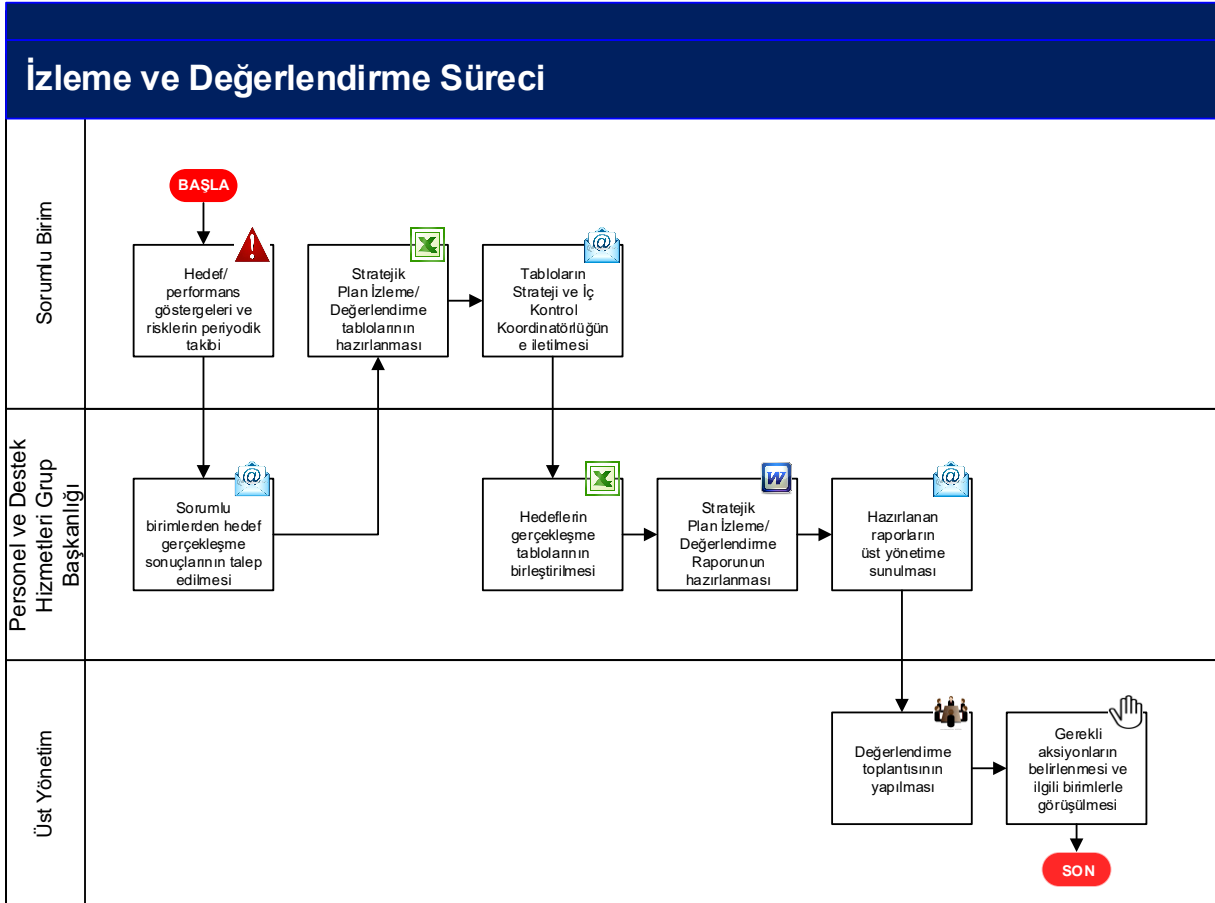 İzleme ve Değerlendirme Süreci
Sorumlu Birim
BAŞLA
Hedef/
performans
göstergeleri ve
risklerin periyodik
takibi
Stratejik
Plan İzleme/
Değerlendirme
tablolarının
hazırlanması
Tabloların
Strateji ve İç
Kontrol
Koordinatörlüğün
e iletilmesi
Personel ve Destek
Hizmetleri Grup
Başkanlığı
Sorumlu
birimlerden hedef
gerçekleşme
sonuçlarının talep
edilmesi
Hedeflerin
gerçekleşme
tablolarının
birleştirilmesi
Stratejik
Plan İzleme/
Değerlendirme
Raporunun
hazırlanması
Hazırlanan
raporların
üst yönetime
sunulması
Üst Yönetim
Değerlendirme
toplantısının
yapılması
Gerekli
aksiyonların
belirlenmesi ve
ilgili birimlerle
görüşülmesi
SON